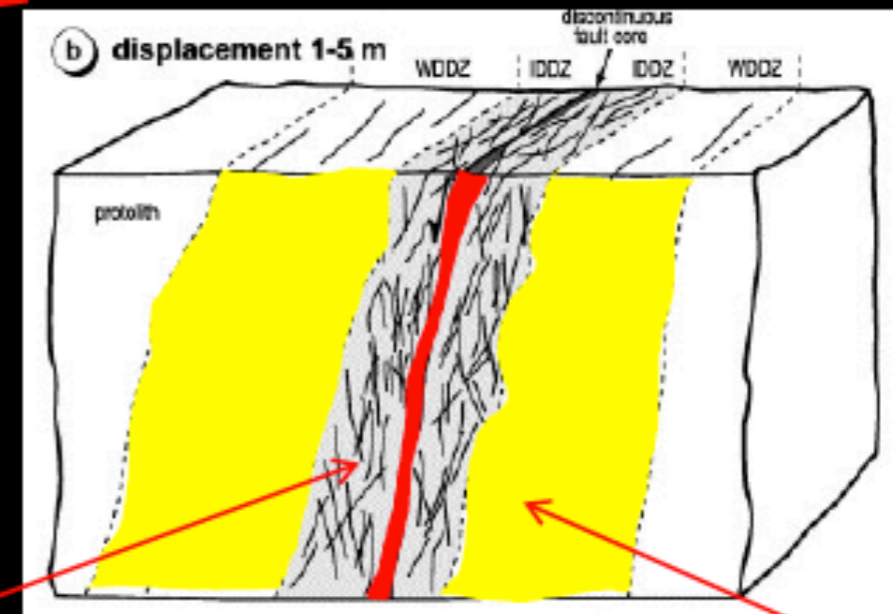 b displacement 1-5 m
discontinuous
fault core
WDDZ IDDZ IDDZ WDDZ
protolith